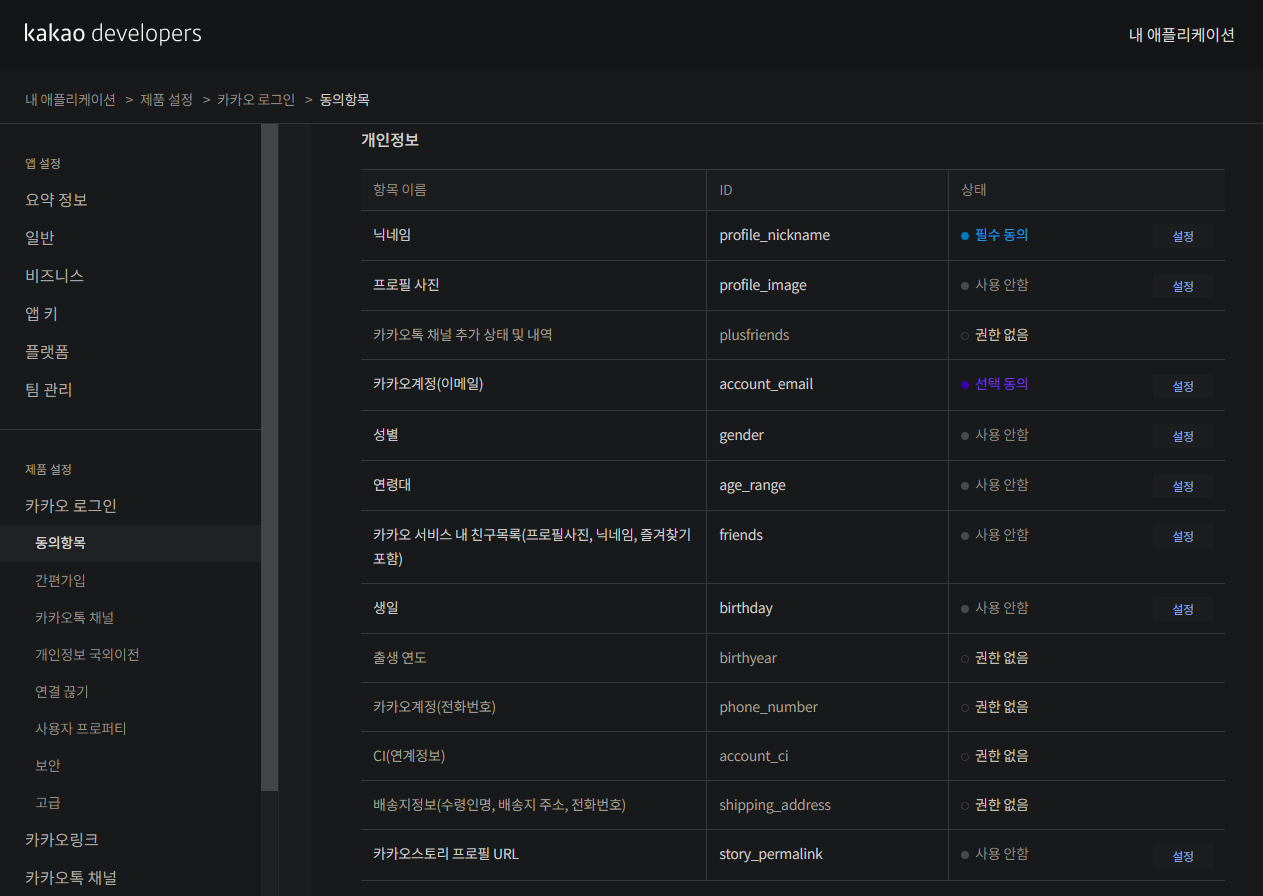 kakao developers
내 애플리케이션
내 애플리케이션 > 제품 설정 > 카카오 로그인 > 동의항목
앱 설정
요약 정보
일반
비즈니스
앱 키
플랫폼
팀 관리
제품 설정
카카오 로그인
동의항목
간편가입
카카오톡 채널
개인정보 국외이전
연결 끊기
사용자 프로퍼티
보안
고급
카카오링크
카카오톡 채널
개인정보
항목 이름 ID 상태
닉네임 profile_nickname 필수 동의 설정
프로필 사진 profile_image 사용 안함 설정
카카오톡 채널 추가 상태 및 내역 plusfriends 권한 없음
카카오계정(이메일) account_email 선택 동의 설정
성별 gender 사용 안함 설정
연령대 age_range 사용 안함 설정
카카오 서비스 내 친구목록(프로필사진, 닉네임, 즐겨찾기 friends 사용 안함 설정
포함)
생일 birthday 사용 안함 설정
출생 연도 birthyear 권한 없음
카카오계정(전화번호) phone_number 권한 없음
CI(연계정보) account_ci 권한 없음
배송지정보(수령인명, 배송지 주소, 전화번호) shipping_address 권한 없음
카카오스토리 프로필 URL story_permalink 사용 안함 설정